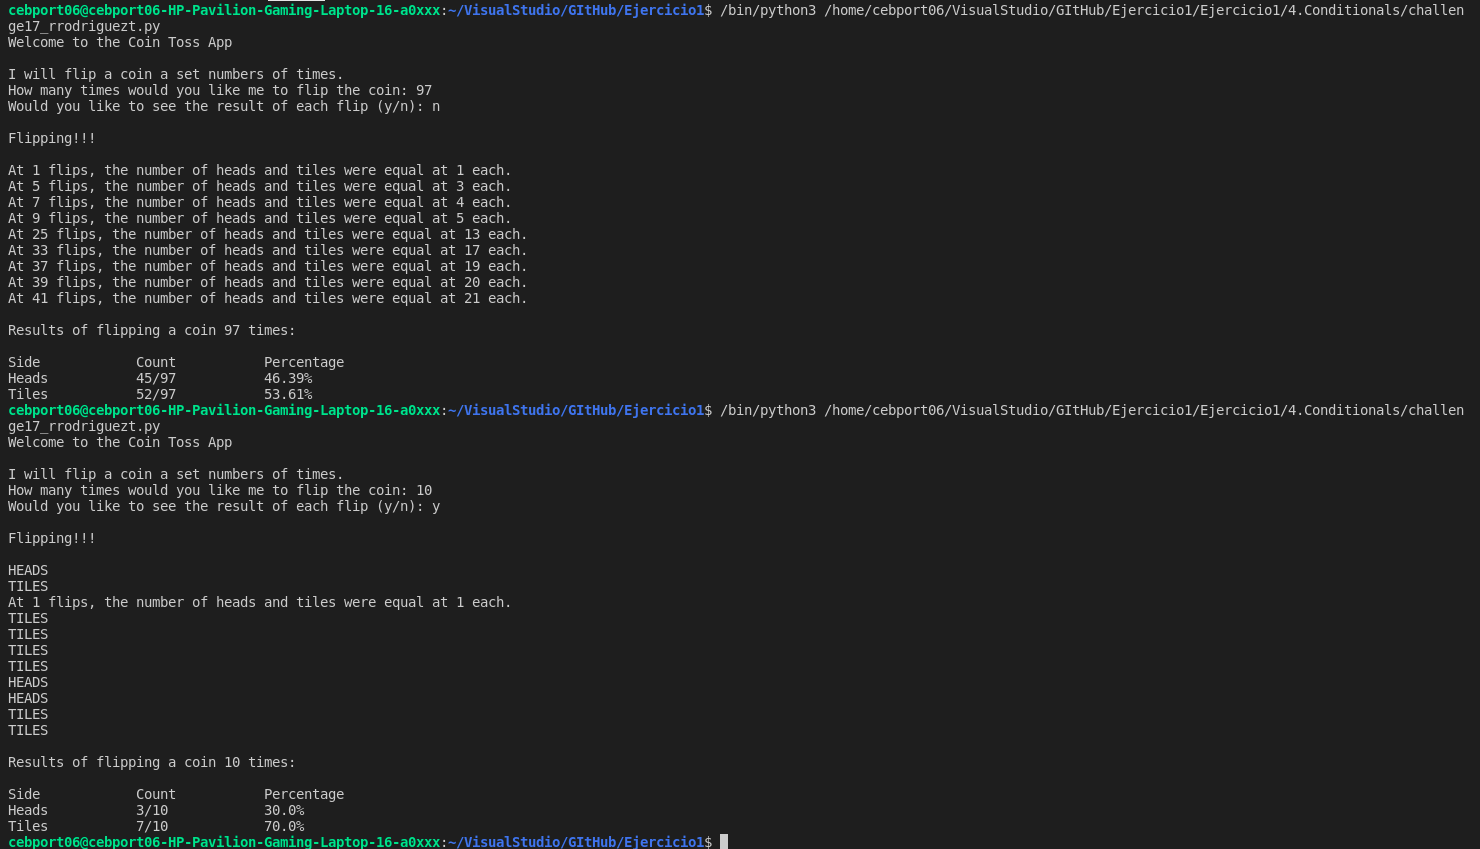 cebport06@cebport06-HP-Pavilion-Gaming-Laptop-16-a0xxx:~/VisualStudio/GItHub/Ejercicio1$ /bin/python3 /home/cebport06/VisualStudio/GItHub/Ejercicio1/Ejercicio1/4.Conditionals/challen
ge17_rrodriguezt.py
Welcome to the Coin Toss App
I will flip a coin a set numbers of times.
How many times would you like me to flip the coin: 97
Would you like to see the result of each flip (y/n): n
Flipping!!!
At 1 flips, the number of heads and tiles were equal at 1 each.
At 5 flips, the number of heads and tiles were equal at 3 each.
At 7 flips, the number of heads and tiles were equal at 4 each.
At 9 flips, the number of heads and tiles were equal at 5 each.
At 25 flips, the number of heads and tiles were equal at 13 each.
At 33 flips, the number of heads and tiles were equal at 17 each.
At 37 flips, the number of heads and tiles were equal at 19 each.
At 39 flips, the number of heads and tiles were equal at 20 each.
At 41 flips, the number of heads and tiles were equal at 21 each.
Results of flipping a coin 97 times:
Side Count Percentage
Heads 45/97 46.39%
Tiles 52/97 53.61%
cebport06@cebport06-HP-Pavilion-Gaming-Laptop-16-a0xxx:~/VisualStudio/GItHub/Ejercicio1$ /bin/python3 /home/cebport06/VisualStudio/GItHub/Ejercicio1/Ejercicio1/4.Conditionals/challen
ge17_rrodriguezt.py
Welcome to the Coin Toss App
I will flip a coin a set numbers of times.
How many times would you like me to flip the coin: 10
Would you like to see the result of each flip (y/n): y
Flipping!!!
HEADS
TILES
At 1 flips, the number of heads and tiles were equal at 1 each.
TILES
TILES
TILES
TILES
HEADS
HEADS
TILES
TILES
Results of flipping a coin 10 times:
Side Count Percentage
Heads 3/10 30.0%
Tiles 7/10 70.0%
cebport06@cebport06-HP-Pavilion-Gaming-Laptop-16-a0xxx:~/VisualStudio/GItHub/Ejercicio1$